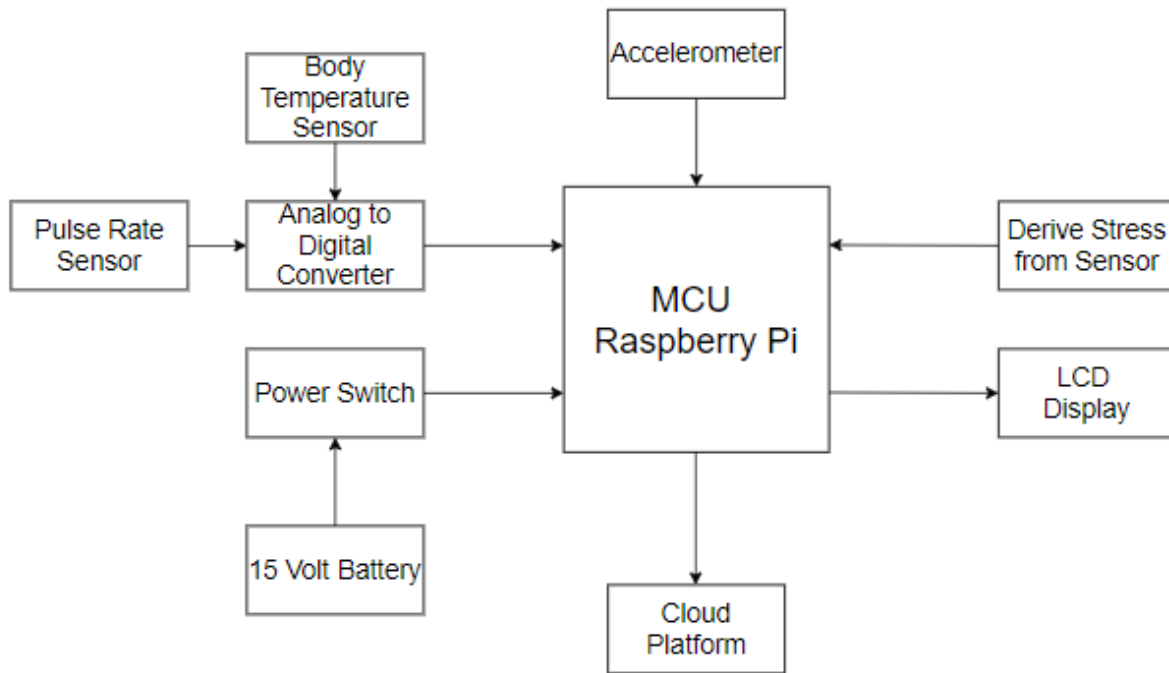 Accelerometer
Body
Temperature
Sensor
Pulse Rate
Sensor
Analog to
Digital
Converter
Derive Stress
from Sensor
MCU
Raspberry Pi
Power Switch
LCD
Display
15 Volt Battery
Cloud
Platform